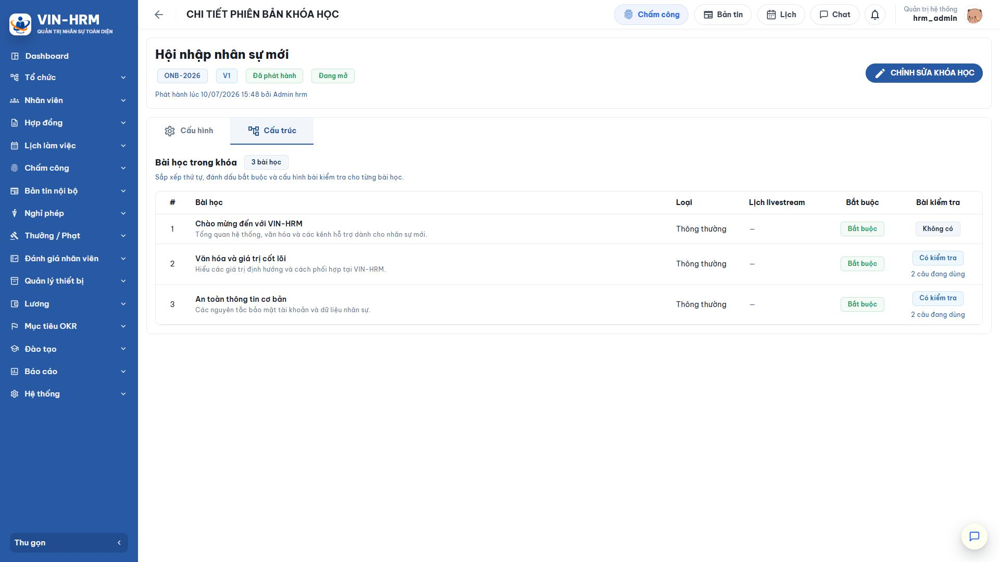 VIN-HRM
QUẢN TRỊ NHÂN SỰ TOÀN DIỆN
Dashboard
Tổ chức
Nhân viên
Hợp đồng
Lịch làm việc
Chấm công
Bản tin nội bộ
Nghỉ phép
Thưởng / Phạt
Đánh giá nhân viên
Quản lý thiết bị
Lương
Mục tiêu OKR
Đào tạo
Báo cáo
Hệ thống
Thu gọn
CHI TIẾT PHIÊN BẢN KHÓA HỌC
Chấm công
Bản tin
Lịch
Chat
Quản trị hệ thống
hrm_admin
Hội nhập nhân sự mới
ONB-2026 V1 Đã phát hành Đang mở
Phát hành lúc 10/07/2026 15:48 bởi Admin hrm
CHỈNH SỬA KHÓA HỌC
Cấu hình Cấu trúc
Bài học trong khóa 3 bài học
Sắp xếp thứ tự, đánh dấu bắt buộc và cấu hình bài kiểm tra cho từng bài học.
# Bài học Loại Lịch livestream Bắt buộc Bài kiểm tra
1 Chào mừng đến với VIN-HRM Thông thường — Bắt buộc Không có
Tổng quan hệ thống, văn hóa và các kênh hỗ trợ dành cho nhân sự mới.
2 Văn hóa và giá trị cốt lõi Thông thường — Bắt buộc Có kiểm tra
Hiểu các giá trị định hướng và cách phối hợp tại VIN-HRM. 2 câu đang dùng
3 An toàn thông tin cơ bản Thông thường — Bắt buộc Có kiểm tra
Các nguyên tắc bảo mật tài khoản và dữ liệu nhân sự. 2 câu đang dùng